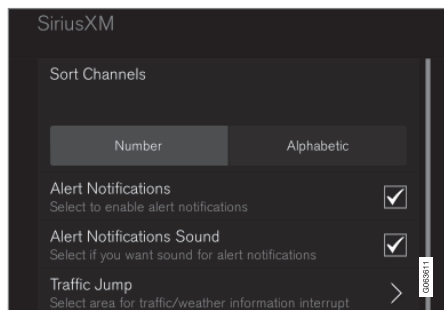 SiriusXM
Sort Channels
Number Alphabetic
Alert Notifications
Select to enable alert notifications
Alert Notifications Sound
Select if you want sound for alert notifications
Traffic Jump
Select area for traffic/weather information interrupt
G063611